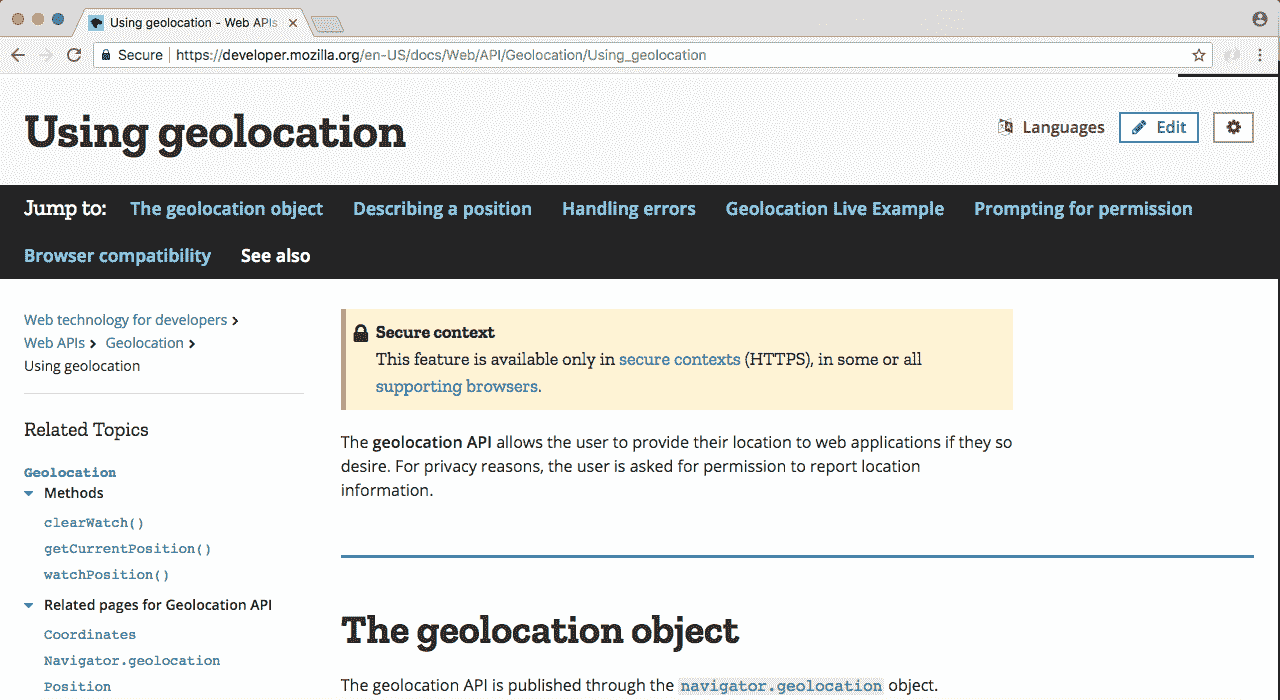 Using geolocation - Web APIs
Secure https://developer.mozilla.org/en-US/docs/Web/API/Geolocation/Using_geolocation
Using geolocation
Languages
Edit
Jump to: The geolocation object Describing a position Handling errors Geolocation Live Example Prompting for permission
Browser compatibility See also
Web technology for developers
Web APIs Geolocation
Using geolocation
Related Topics
Geolocation
Methods
clearWatch()
getCurrentPosition()
watchPosition()
Related pages for Geolocation API
Coordinates
Navigator.geolocation
Position
Secure context
This feature is available only in secure contexts (HTTPS), in some or all
supporting browsers.
The geolocation API allows the user to provide their location to web applications if they so
desire. For privacy reasons, the user is asked for permission to report location
information.
The geolocation object
The geolocation API is published through the navigator.geolocation object.